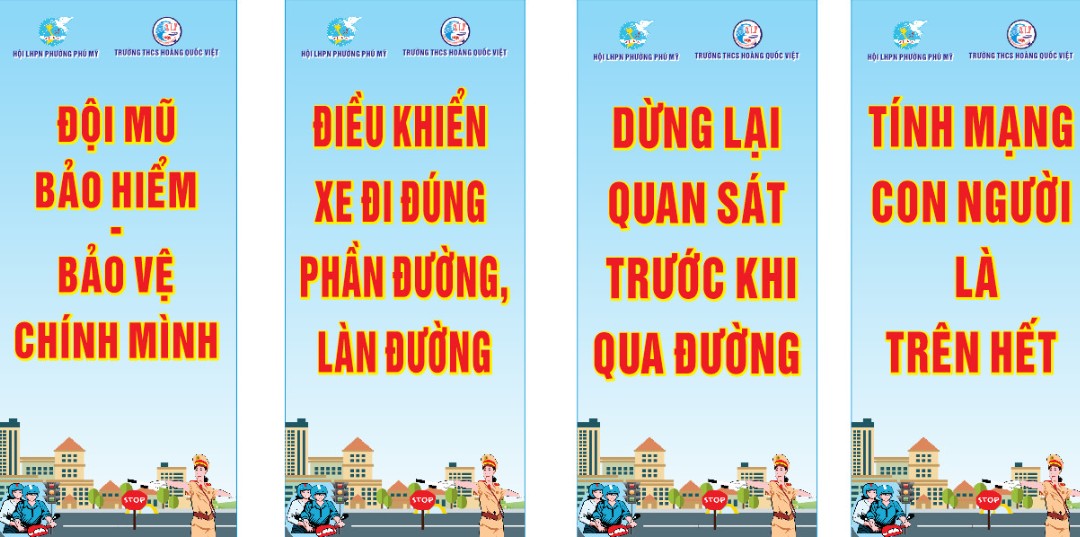 HỘI LHPN PHƯỜNG PHÚ MỸ
TRƯỜNG THCS HOÀNG QUỐC VIỆT
ĐỘI MŨ
BẢO HIỂM
-
BẢO VỆ
CHÍNH MÌNH
STOP
HỘI LHPN PHƯỜNG PHÚ MỸ
TRƯỜNG THCS HOÀNG QUỐC VIỆT
ĐIỀU KHIỂN
XE ĐI ĐÚNG
PHẦN ĐƯỜNG,
LÀN ĐƯỜNG
STOP
HỘI LHPN PHƯỜNG PHÚ MỸ
TRƯỜNG THCS HOÀNG QUỐC VIỆT
DỪNG LẠI
QUAN SÁT
TRƯỚC KHI
QUA ĐƯỜNG
STOP
HỘI LHPN PHƯỜNG PHÚ MỸ
TRƯỜNG THCS HOÀNG QUỐC VIỆT
TÍNH MẠNG
CON NGƯỜI
LÀ
TRÊN HẾT
STOP